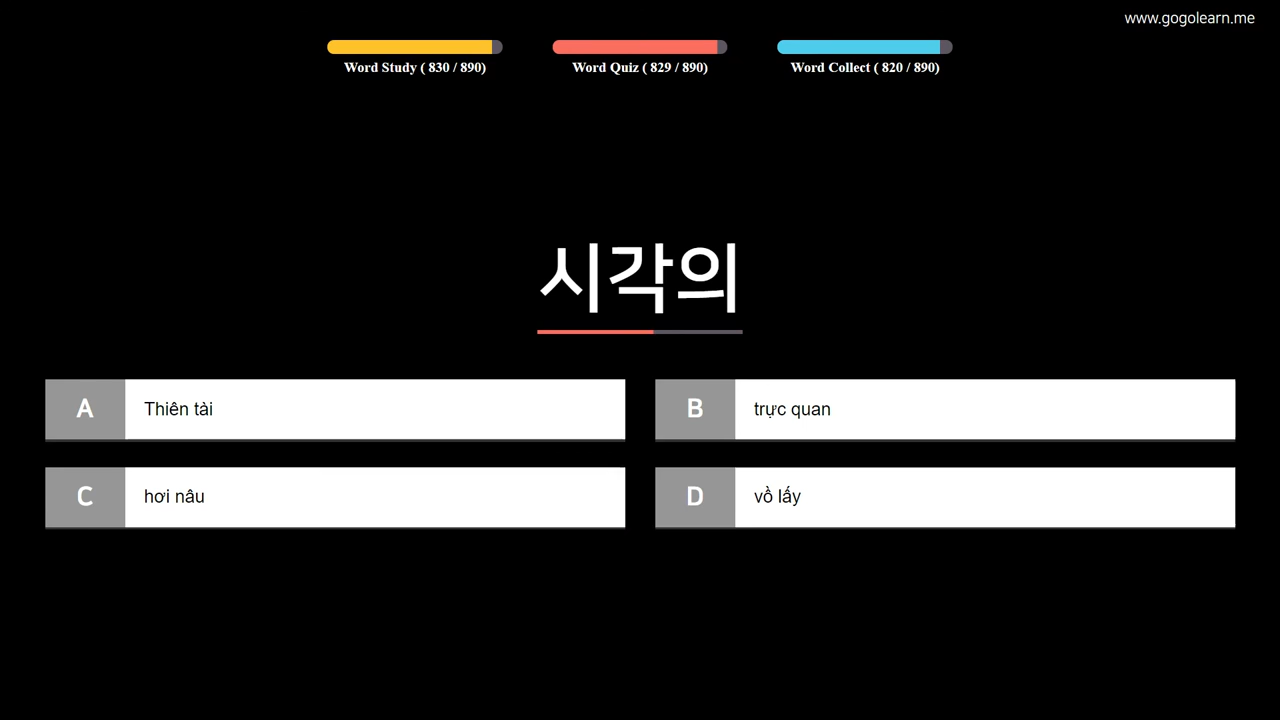 www.gogolearn.me
Word Study ( 830 / 890)
Word Quiz ( 829 / 890)
Word Collect ( 820 / 890)
시각의
A Thiên tài
B trực quan
C hơi nâu
D vồ lấy